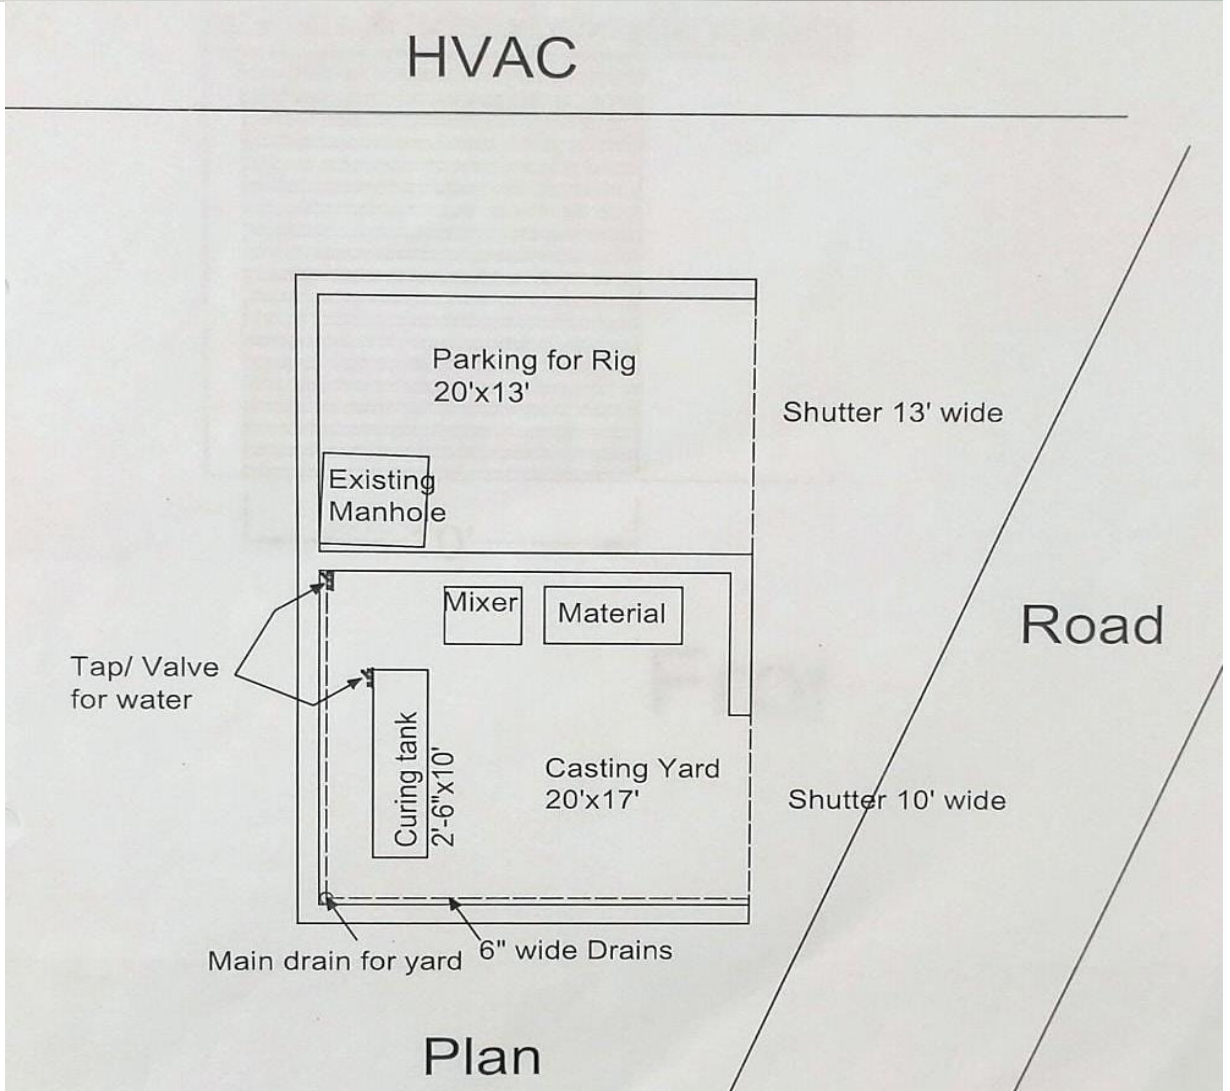 HVAC
Parking for Rig
20'x13'
Shutter 13' wide
Existing
Manhole
Mixer
Material
Road
Tap/ Valve
for water
Curing tank
2'-6"x10'
Casting Yard
20'x17'
Shutter 10' wide
Main drain for yard
6" wide Drains
Plan